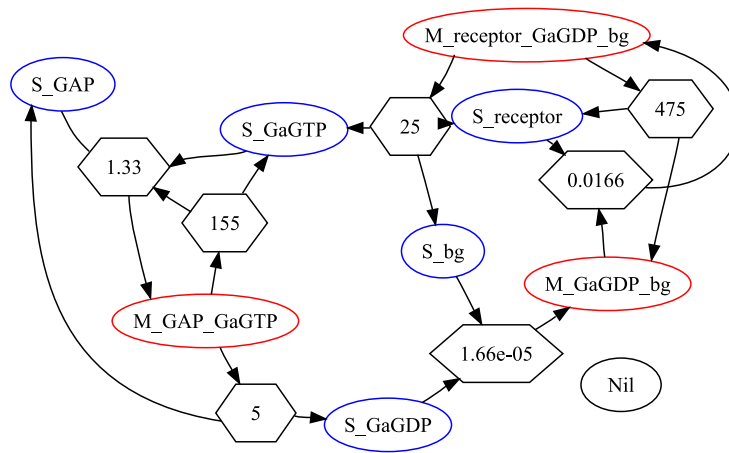 M_receptor_GaGDP_bg
S_GAP
475
S_receptor
25
S_GaGTP
1.33
0.0166
155
S_bg
M_GaGDP_bg
M_GAP_GaGTP
1.66e-05
Nil
5
S_GaGDP